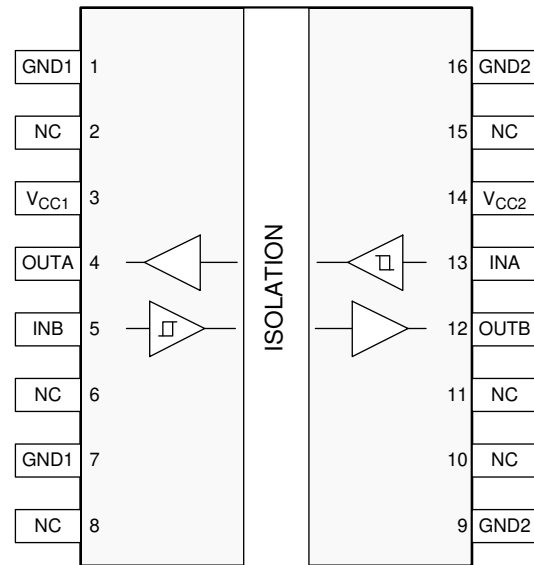 GND1 1 16 GND2
NC 2 15 NC
VCC1 3 14 VCC2
OUTA 4 13 INA
INB 5 12 OUTB
NC 6 11 NC
GND1 7 10 NC
NC 8 9 GND2
ISOLATION